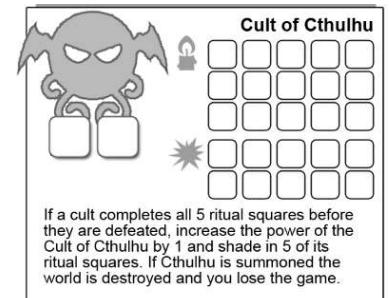 Cult of Cthulhu
If a cult completes all 5 ritual squares before
they are defeated, increase the power of the
Cult of Cthulhu by 1 and shade in 5 of its
ritual squares. If Cthulhu is summoned the
world is destroyed and you lose the game.